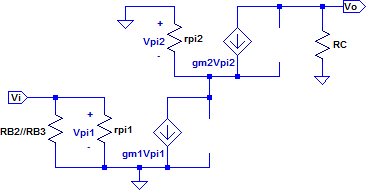 Vo
+
Vpi2
rpi2
-
gm2Vpi2
RC
Vi
+
RB2//RB3
Vpi1
rpi1
-
gm1Vpi1